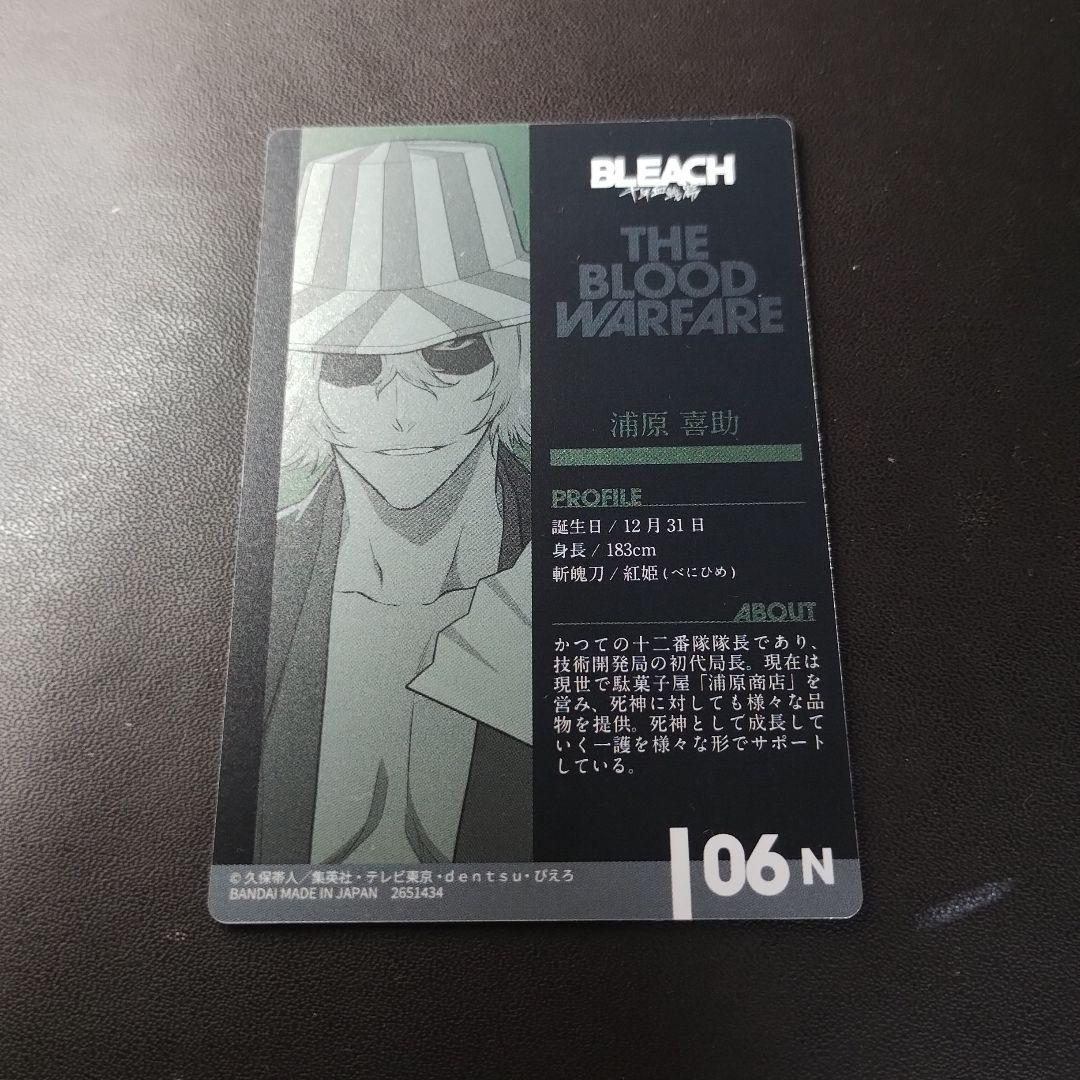 BLEACH
千年血戦篇
THE
BLOOD
WARFARE
浦原 喜助
PROFILE
誕生日 / 12月31日
身長 / 183cm
斬魄刀 / 紅姫(べにひめ)
ABOUT
かつての十二番隊隊長であり、
技術開発局の初代局長。現在は
現世で駄菓子屋「浦原商店」を
営み、死神に対しても様々な品
物を提供。死神として成長して
いく一護を様々な形でサポート
している。
06 N
©久保帯人／集英社・テレビ東京・dentsu・ぴえろ
BANDAI MADE IN JAPAN 2651434